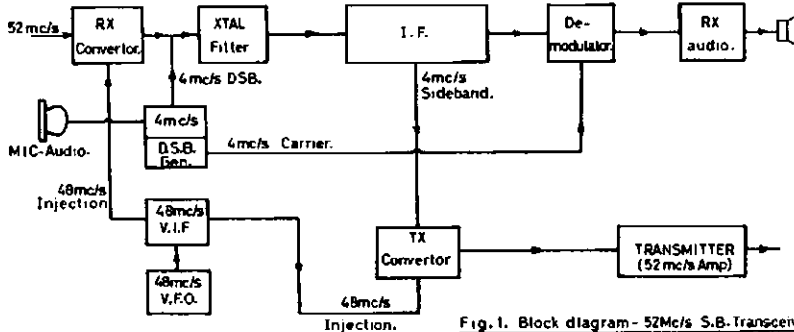 52mc/s
RX
Convertor.
XTAL
Filter
I.F.
De-
modulator.
RX
audio.
4mc/s DSB.
4mc/s
Sideband.
MIC-Audio.
4mc/s
D.S.B.
Gen.
4mc/s Carrier.
48mc/s
Injection
48mc/s
V.I.F
48mc/s
V.F.O.
48mc/s
Injection.
TX
Convertor
TRANSMITTER
(52mc/s Amp)
Fig.1. Block diagram- 52Mc/s S.B.Transceiv